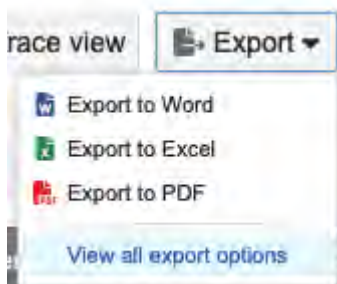 race view Export
Export to Word
Export to Excel
Export to PDF
View all export options